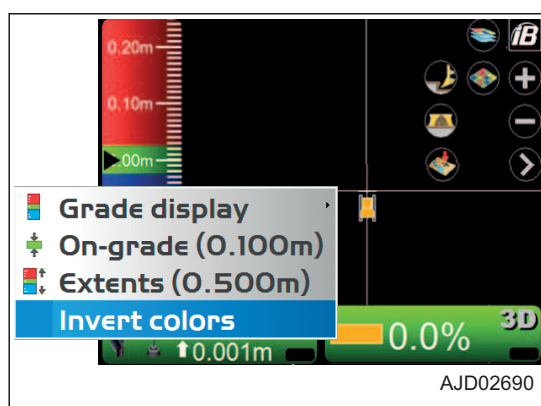 0.20m
iB
0.10m
.00m
Grade display
On-grade (0.100m)
Extents (0.500m)
Invert colors
0.001m
0.0%
3D
AJD02690